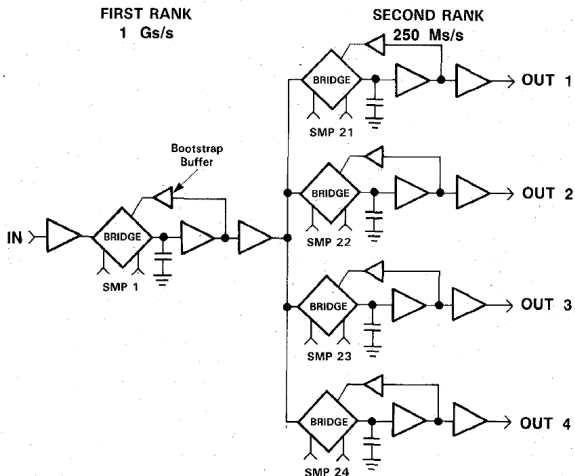 FIRST RANK
1 Gs/s
SECOND RANK
250 Ms/s
BRIDGE
SMP 21
OUT 1
Bootstrap
Buffer
BRIDGE
SMP 22
OUT 2
IN
BRIDGE
SMP 1
BRIDGE
SMP 23
OUT 3
BRIDGE
SMP 24
OUT 4